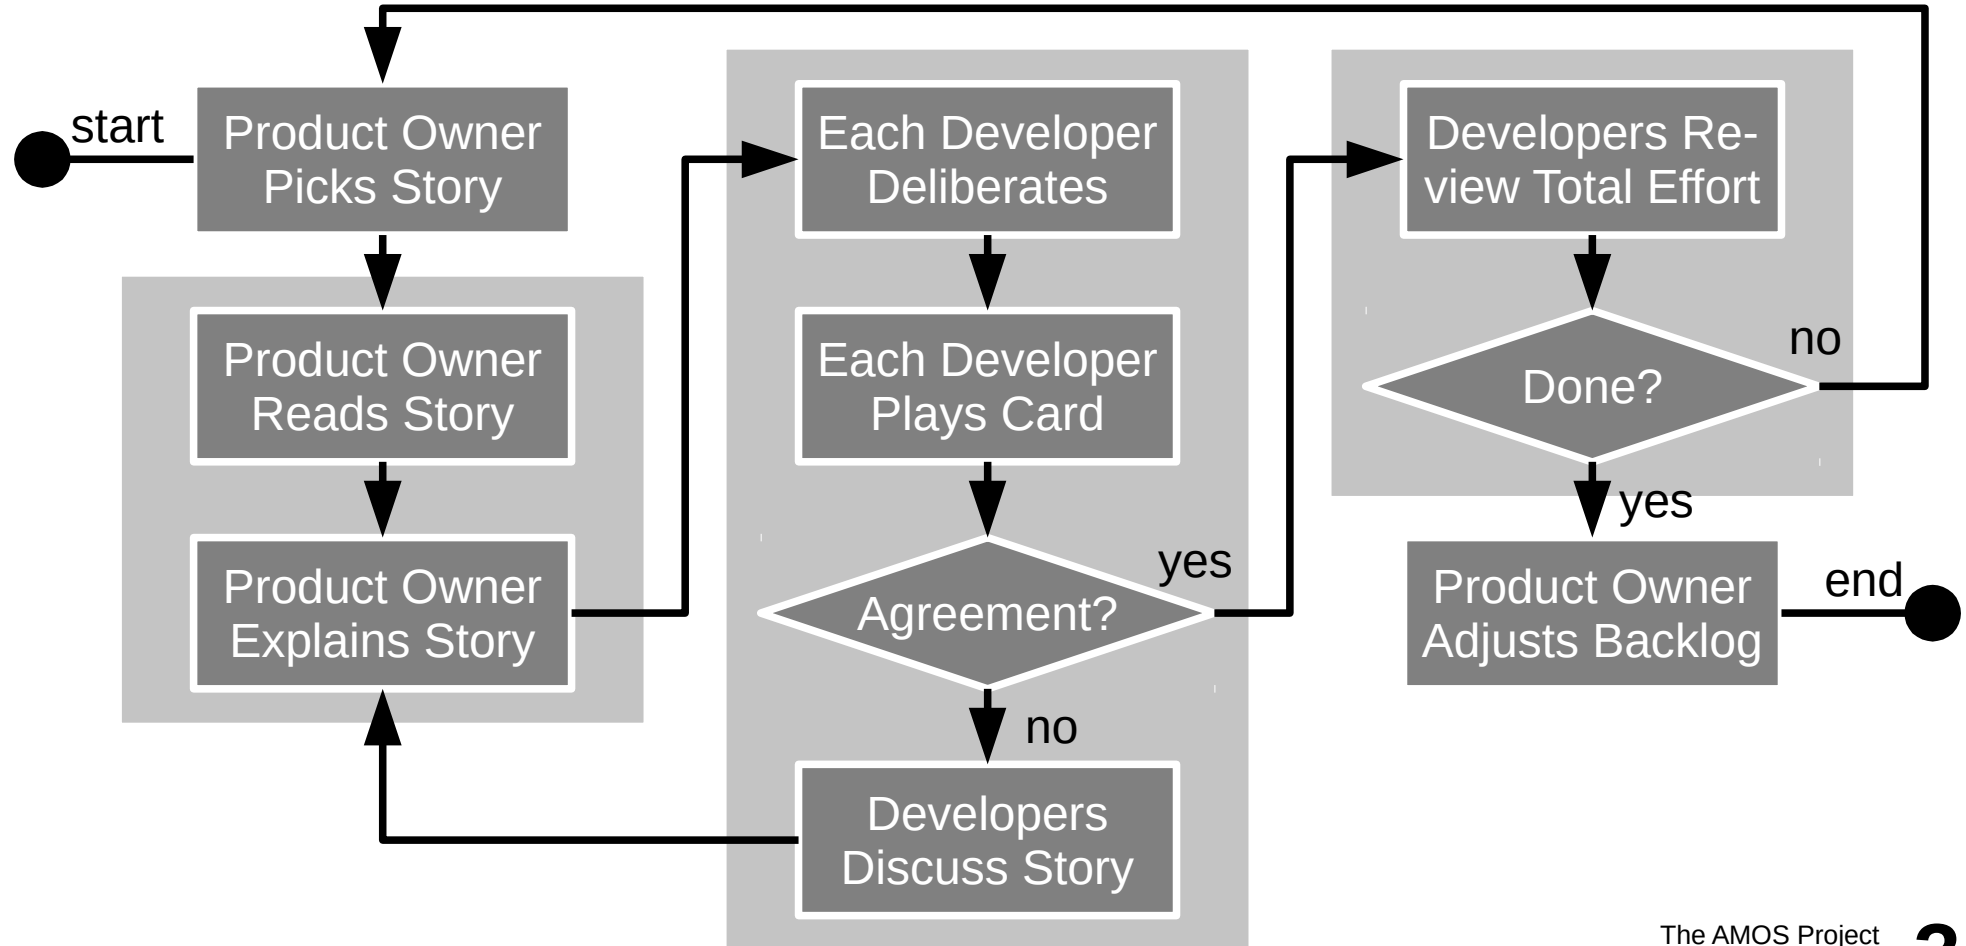 start
Product Owner
Picks Story
Product Owner
Reads Story
Product Owner
Explains Story
Each Developer
Deliberates
Each Developer
Plays Card
Agreement?
yes
no
Developers
Discuss Story
Developers Re-
view Total Effort
Done?
no
yes
Product Owner
Adjusts Backlog
end
The AMOS Project